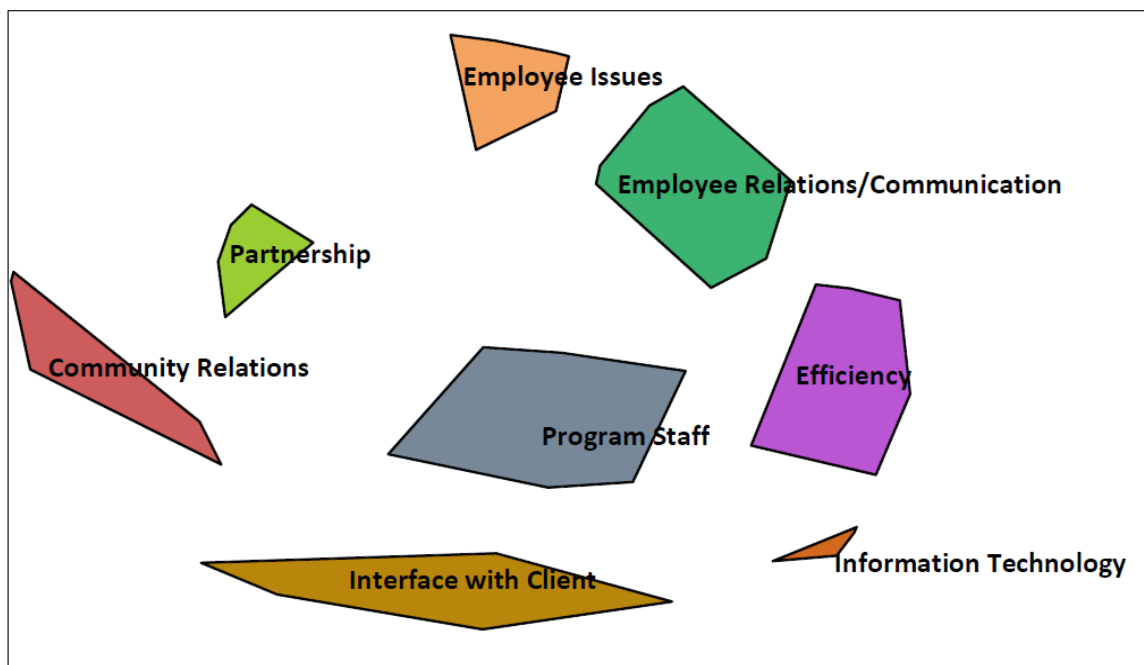 Employee Issues
Employee Relations/Communication
Partnership
Community Relations
Efficiency
Program Staff
Information Technology
Interface with Client